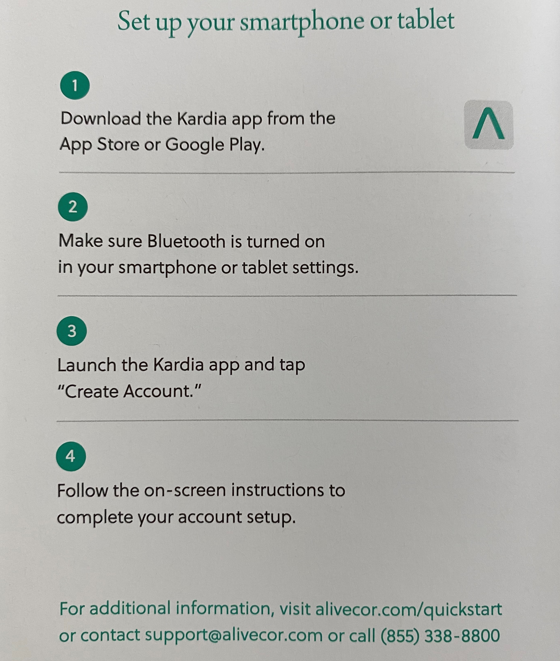 Set up your smartphone or tablet
1
Download the Kardia app from the
App Store or Google Play.
2
Make sure Bluetooth is turned on
in your smartphone or tablet settings.
3
Launch the Kardia app and tap
“Create Account.”
4
Follow the on-screen instructions to
complete your account setup.
For additional information, visit alivecor.com/quickstart
or contact support@alivecor.com or call (855) 338-8800